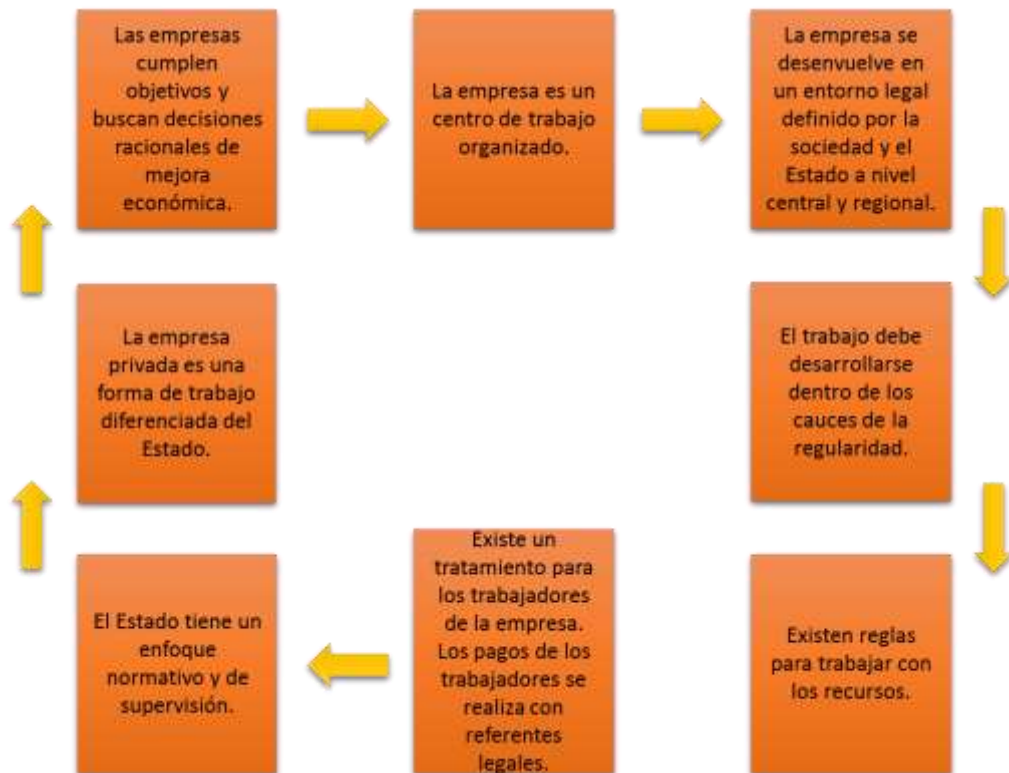 Las empresas
cumplen
objetivos y
buscan decisiones
racionales de
mejora
económica.
La empresa es un
centro de trabajo
organizado.
La empresa se
desenvuelve en
un entorno legal
definido por la
sociedad y el
Estado a nivel
central y regional.
El trabajo debe
desarrollarse
dentro de los
cauces de la
regularidad.
Existen reglas
para trabajar con
los recursos.
Existe un
tratamiento para
los trabajadores
de la empresa.
Los pagos de los
trabajadores se
realiza con
referentes
legales.
El Estado tiene un
enfoque
normativo y de
supervisión.
La empresa
privada es una
forma de trabajo
diferenciada del
Estado.